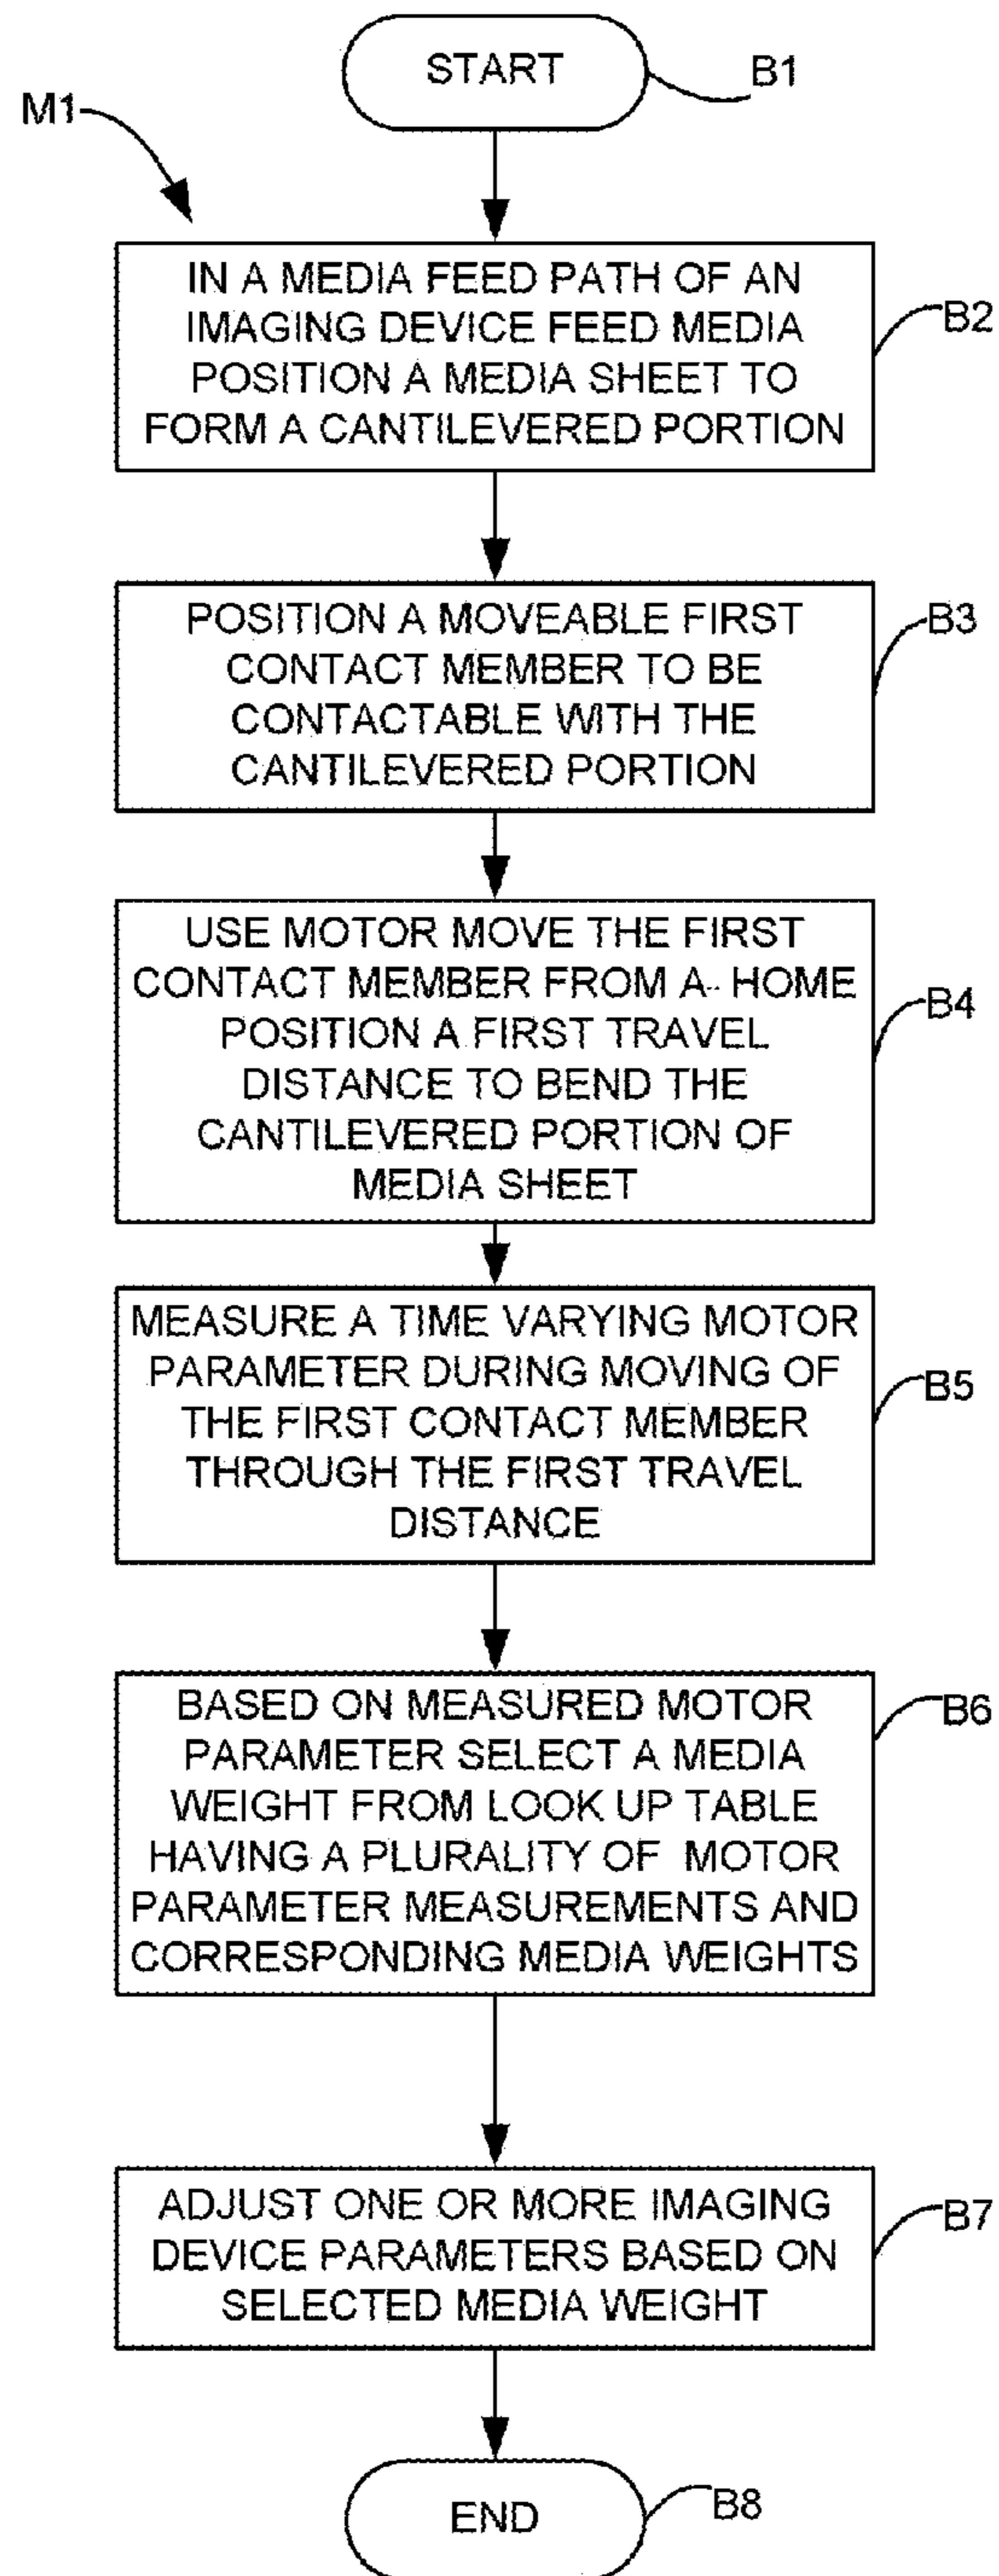 START
B1
M1
IN A MEDIA FEED PATH OF AN
IMAGING DEVICE FEED MEDIA
POSITION A MEDIA SHEET TO
FORM A CANTILEVERED PORTION
B2
POSITION A MOVEABLE FIRST
CONTACT MEMBER TO BE
CONTACTABLE WITH THE
CANTILEVERED PORTION
B3
USE MOTOR MOVE THE FIRST
CONTACT MEMBER FROM A HOME
POSITION A FIRST TRAVEL
DISTANCE TO BEND THE
CANTILEVERED PORTION OF
MEDIA SHEET
B4
MEASURE A TIME VARYING MOTOR
PARAMETER DURING MOVING OF
THE FIRST CONTACT MEMBER
THROUGH THE FIRST TRAVEL
DISTANCE
B5
BASED ON MEASURED MOTOR
PARAMETER SELECT A MEDIA
WEIGHT FROM LOOK UP TABLE
HAVING A PLURALITY OF MOTOR
PARAMETER MEASUREMENTS AND
CORRESPONDING MEDIA WEIGHTS
B6
ADJUST ONE OR MORE IMAGING
DEVICE PARAMETERS BASED ON
SELECTED MEDIA WEIGHT
B7
END
B8